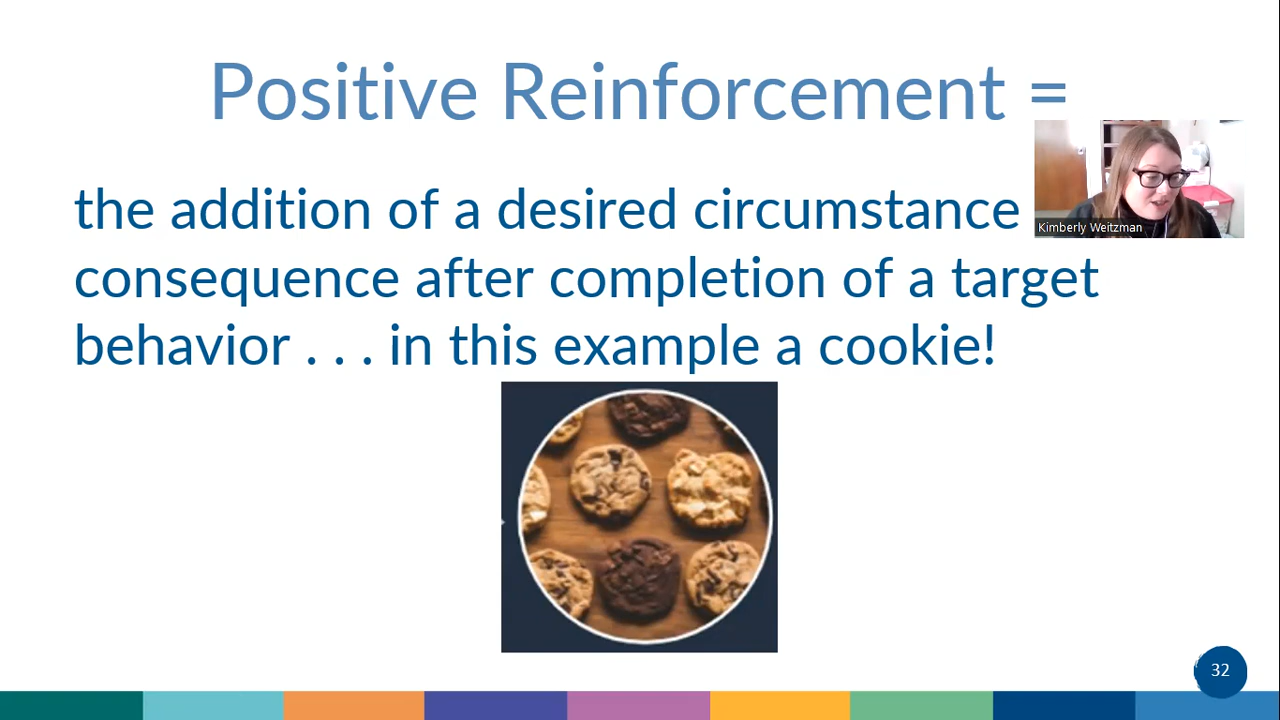 Positive Reinforcement =
the addition of a desired circumstance
Kimberly Weitzman
consequence after completion of a target
behavior . . . in this example a cookie!
32